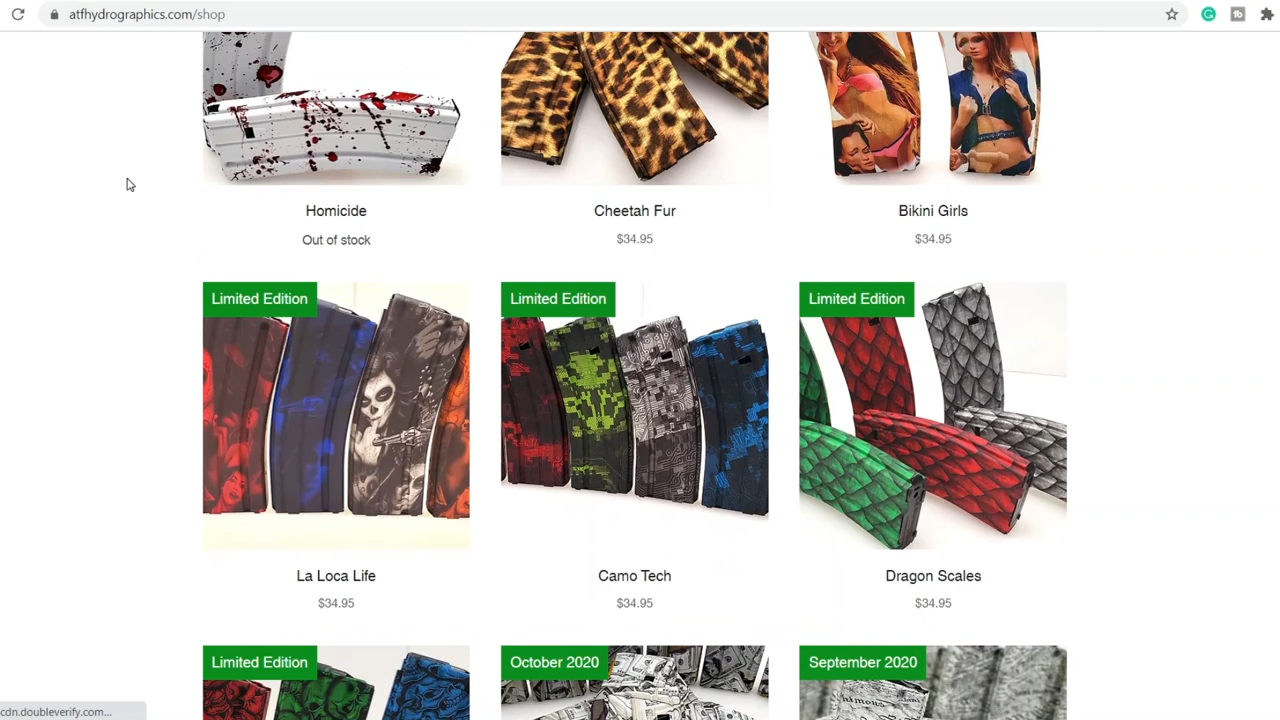 atfhydrographics.com/shop
Homicide
Out of stock
Cheetah Fur
$34.95
Bikini Girls
$34.95
Limited Edition
Limited Edition
Limited Edition
La Loca Life
$34.95
Camo Tech
$34.95
Dragon Scales
$34.95
Limited Edition
October 2020
September 2020
cdn.doubleverify.com...